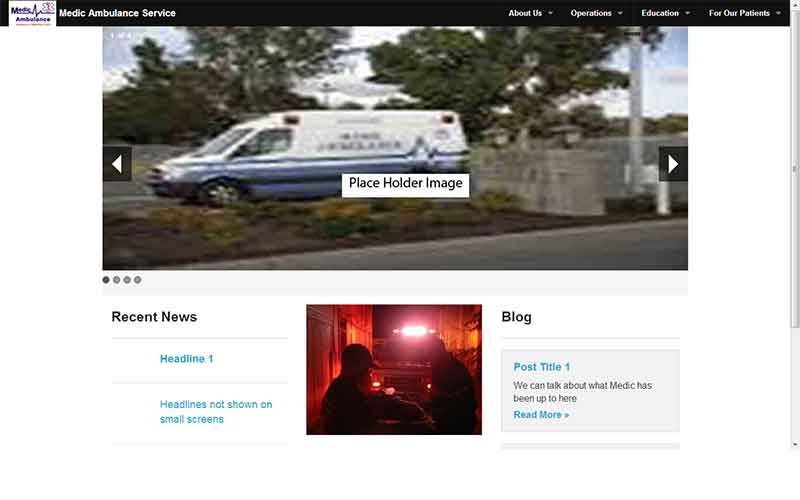 Medic
Ambulance
Medic Ambulance Service
About Us
Operations
Education
For Our Patients
1 of 4
Place Holder Image
Recent News
Headline 1
Headlines not shown on
small screens
Blog
Post Title 1
We can talk about what Medic has
been up to here
Read More »